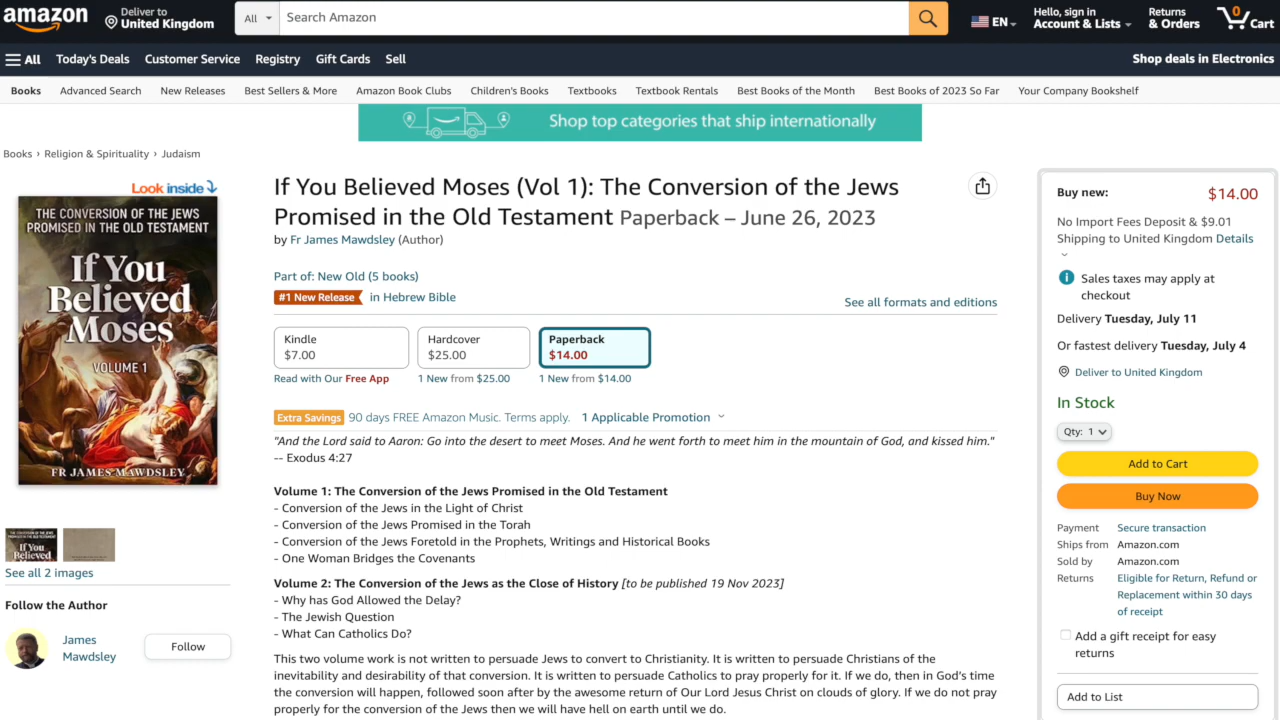 amazon
Deliver to
United Kingdom
All
Search Amazon
EN
Hello, sign in
Account & Lists
Returns
& Orders
0
Cart
All
Today's Deals
Customer Service
Registry
Gift Cards
Sell
Shop deals in Electronics
Books
Advanced Search
New Releases
Best Sellers & More
Amazon Book Clubs
Children's Books
Textbooks
Textbook Rentals
Best Books of the Month
Best Books of 2023 So Far
Your Company Bookshelf
Shop top categories that ship internationally
Books › Religion & Spirituality › Judaism
Look inside
THE CONVERSION OF THE JEWS
PROMISED IN THE OLD TESTAMENT
If You
Believed
Moses
VOLUME 1
FR JAMES MAWDSLEY
If You
Believed
See all 2 images
Follow the Author
James
Mawdsley
Follow
If You Believed Moses (Vol 1): The Conversion of the Jews
Promised in the Old Testament Paperback – June 26, 2023
by Fr James Mawdsley (Author)
Part of: New Old (5 books)
#1 New Release in Hebrew Bible
See all formats and editions
Kindle
$7.00
Read with Our Free App
Hardcover
$25.00
1 New from $25.00
Paperback
$14.00
1 New from $14.00
Extra Savings 90 days FREE Amazon Music. Terms apply. 1 Applicable Promotion
"And the Lord said to Aaron: Go into the desert to meet Moses. And he went forth to meet him in the mountain of God, and kissed him."
-- Exodus 4:27
Volume 1: The Conversion of the Jews Promised in the Old Testament
- Conversion of the Jews in the Light of Christ
- Conversion of the Jews Promised in the Torah
- Conversion of the Jews Foretold in the Prophets, Writings and Historical Books
- One Woman Bridges the Covenants
Volume 2: The Conversion of the Jews as the Close of History [to be published 19 Nov 2023]
- Why has God Allowed the Delay?
- The Jewish Question
- What Can Catholics Do?
This two volume work is not written to persuade Jews to convert to Christianity. It is written to persuade Christians of the
inevitability and desirability of that conversion. It is written to persuade Catholics to pray properly for it. If we do, then in God's time
the conversion will happen, followed soon after by the awesome return of Our Lord Jesus Christ on clouds of glory. If we do not pray
properly for the conversion of the Jews then we will have hell on earth until we do.
Buy new:
$14.00
No Import Fees Deposit & $9.01
Shipping to United Kingdom Details
Sales taxes may apply at
checkout
Delivery Tuesday, July 11
Or fastest delivery Tuesday, July 4
Deliver to United Kingdom
In Stock
Qty: 1
Add to Cart
Buy Now
Payment Secure transaction
Ships from Amazon.com
Sold by Amazon.com
Returns Eligible for Return, Refund or
Replacement within 30 days
of receipt
Add a gift receipt for easy
returns
Add to List